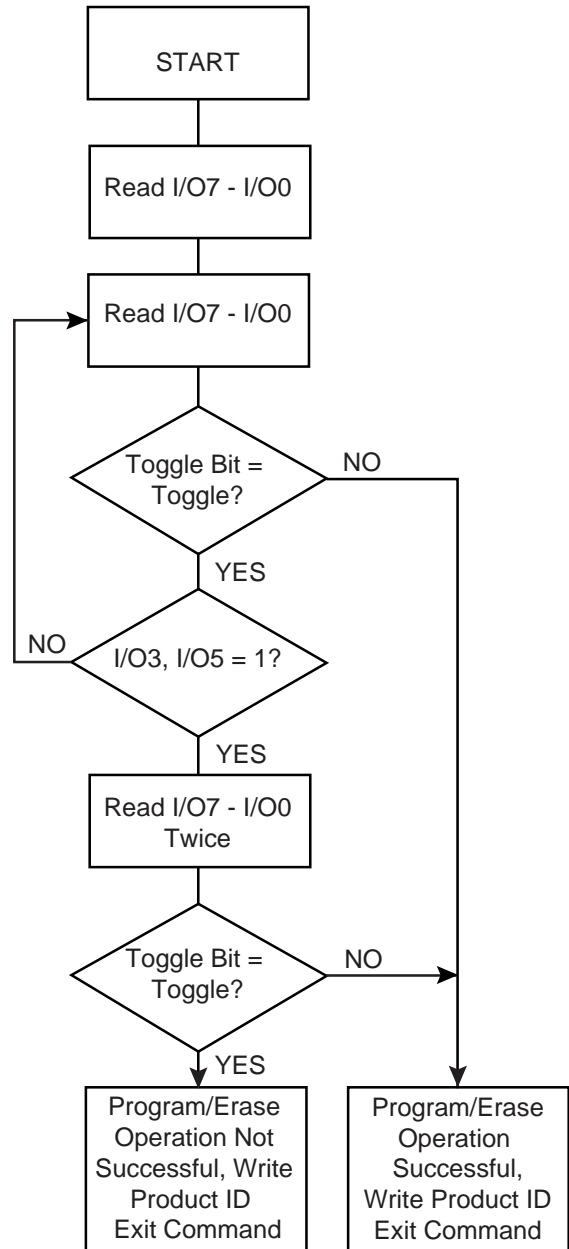 START
Read I/O7 - I/O0
Read I/O7 - I/O0
Toggle Bit =
Toggle?
NO
YES
NO
I/O3, I/O5 = 1?
YES
Read I/O7 - I/O0
Twice
Toggle Bit =
Toggle?
NO
YES
Program/Erase
Operation Not
Successful, Write
Product ID
Exit Command
Program/Erase
Operation
Successful,
Write Product ID
Exit Command